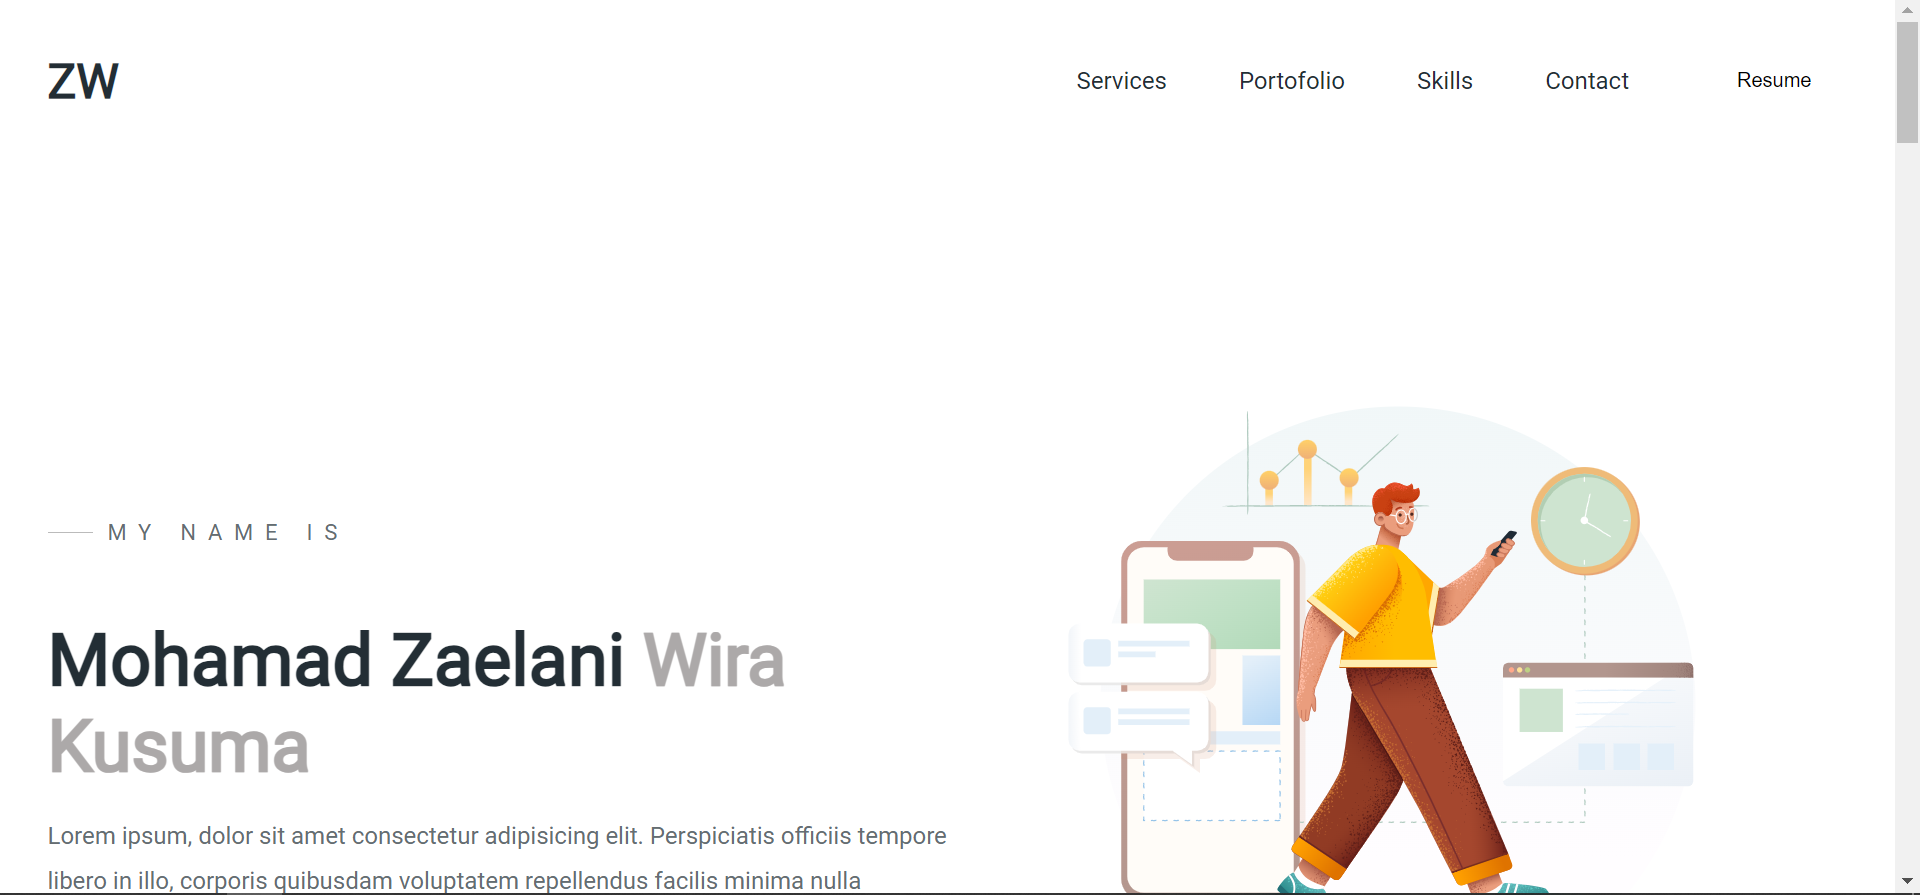 ZW
Services Portofolio Skills Contact Resume
MY NAME IS
Mohamad Zaelani Wira
Kusuma
Lorem ipsum, dolor sit amet consectetur adipisicing elit. Perspiciatis officiis tempore
libero in illo, corporis quibusdam voluptatem repellendus facilis minima nulla